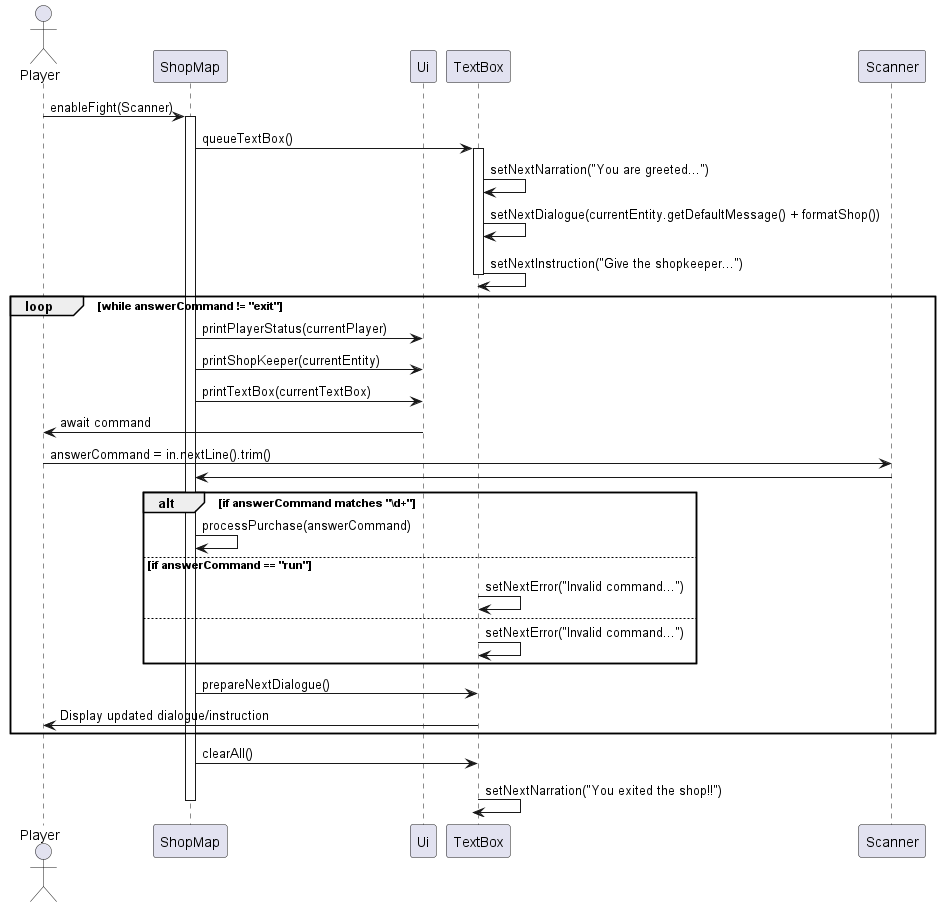 Player
ShopMap
Ui
TextBox
Scanner
enableFight(Scanner)
queueTextBox()
setNextNarration("You are greeted...")
setNextDialogue(currentEntity.getDefaultMessage() + formatShop())
setNextInstruction("Give the shopkeeper...")
loop
[while answerCommand != "exit"]
printPlayerStatus(currentPlayer)
printShopKeeper(currentEntity)
printTextBox(currentTextBox)
await command
answerCommand = in.nextLine().trim()
alt
[if answerCommand matches "\d+"]
processPurchase(answerCommand)
[if answerCommand == "run"]
setNextError("Invalid command...")
setNextError("Invalid command...")
prepareNextDialogue()
Display updated dialogue/instruction
clearAll()
setNextNarration("You exited the shop!!")
Player
ShopMap
Ui
TextBox
Scanner